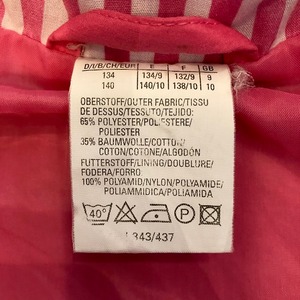 D/I/B/CH/EUR E F GB
134 134/9 132/9 9
140 140/10 138/10 10
OBERSTOFF/OUTER FABRIC/TISSU
DE DESSUS/TESSUTO/TEJIDO:
65% POLYESTER/POLIESTERE/
POLIESTER
35% BAUMWOLLE/COTTON/
COTON/COTONE/ALGODÓN
FUTTERSTOFF/LINING/DOUBLURE/
FODERA/FORRO:
100% POLYAMID/NYLON/POLYAMIDE/
POLIAMMIDICA/POLIAMIDA
40°
343/437